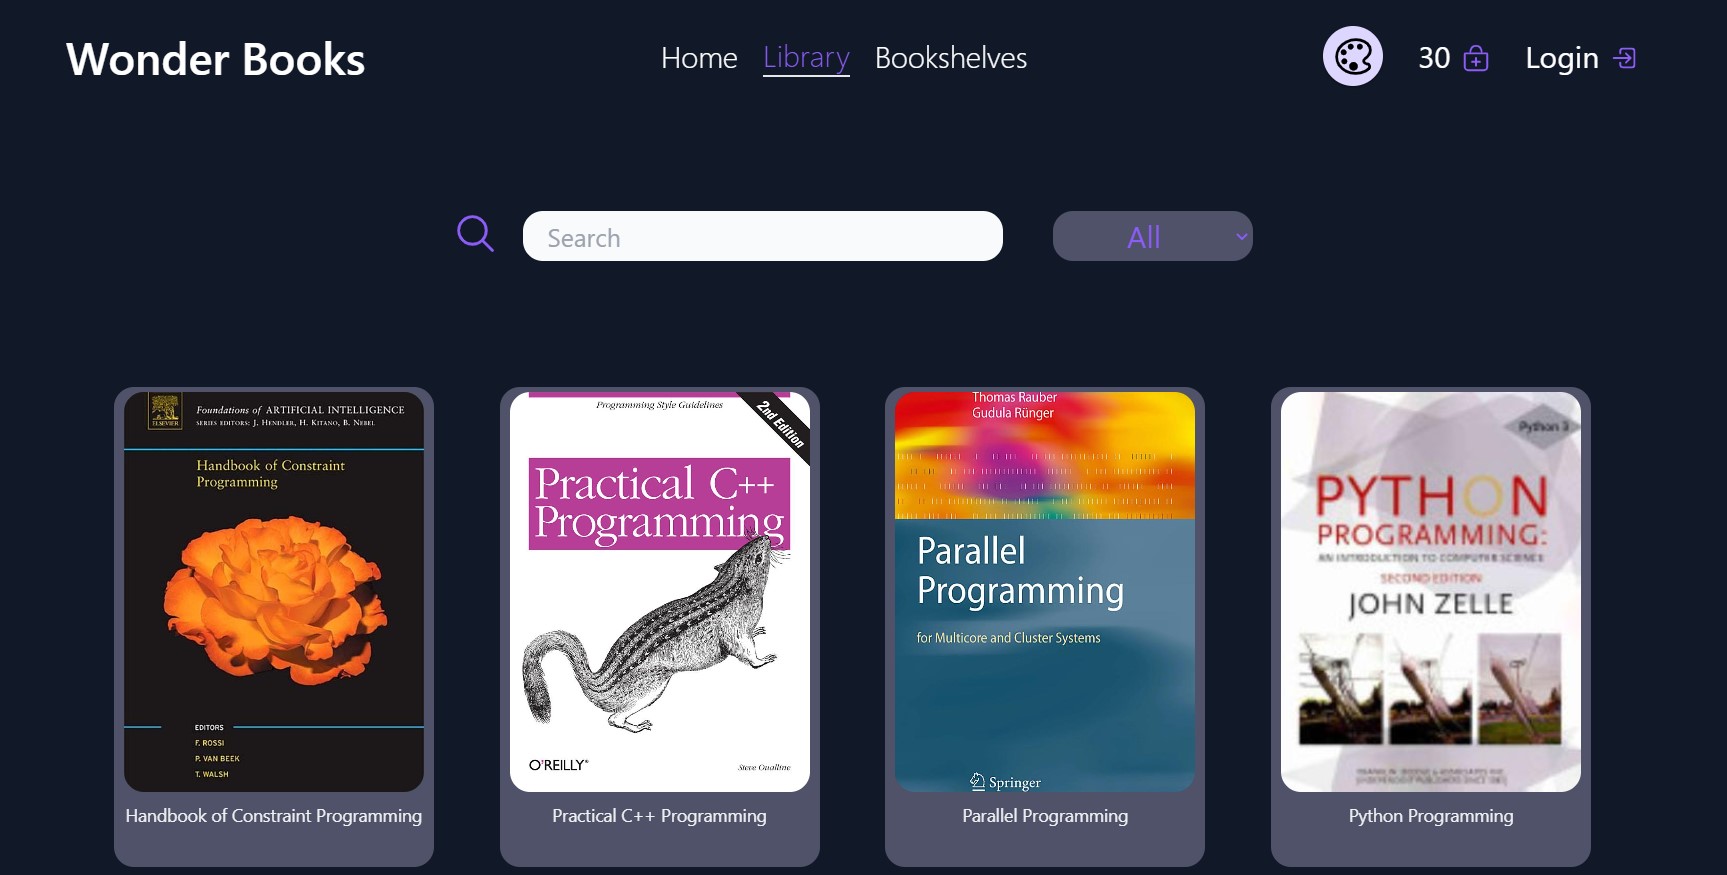 Wonder Books
Home Library Bookshelves
30
Login
Search
All
ELSEVIER
Foundations of ARTIFICIAL INTELLIGENCE
SERIES EDITORS: J. HENDLER, H. KITANO, B. NEBEL
Handbook of Constraint
Programming
EDITORS
F. ROSSI
P. VAN BEEK
T. WALSH
Handbook of Constraint Programming
Programming Style Guidelines
2nd Edition
Practical C++
Programming
O'REILLY®
Steve Oualline
Practical C++ Programming
Thomas Rauber
Gudula Rünger
Parallel
Programming
for Multicore and Cluster Systems
Springer
Parallel Programming
Python 3
PYTHON
PROGRAMMING:
AN INTRODUCTION TO COMPUTER SCIENCE
SECOND EDITION
JOHN ZELLE
Python Programming